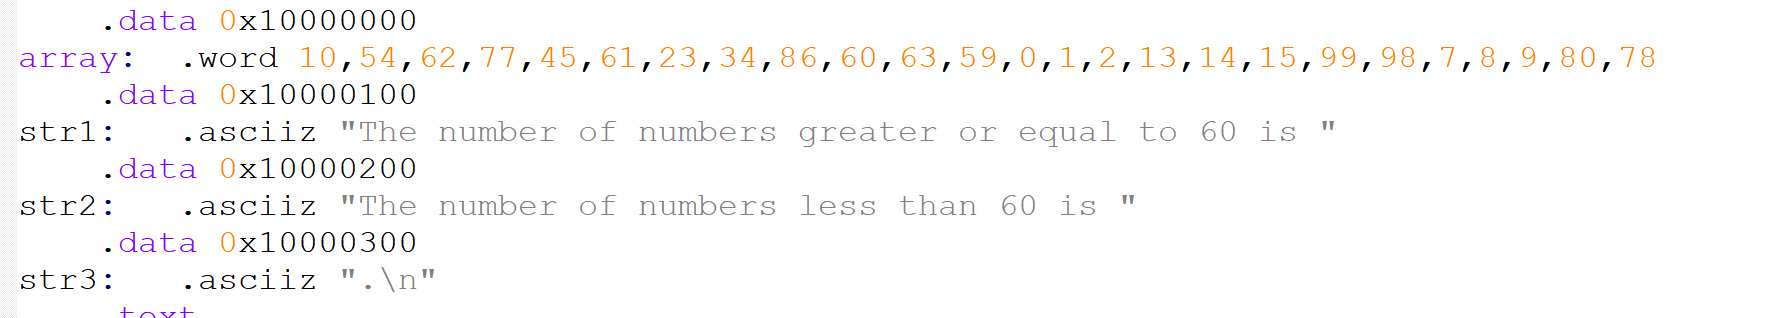 .data 0x10000000
array: .word 10,54,62,77,45,61,23,34,86,60,63,59,0,1,2,13,14,15,99,98,7,8,9,80,78
.data 0x10000100
str1: .asciiz "The number of numbers greater or equal to 60 is "
.data 0x10000200
str2: .asciiz "The number of numbers less than 60 is "
.data 0x10000300
str3: .asciiz ".\n"
.text